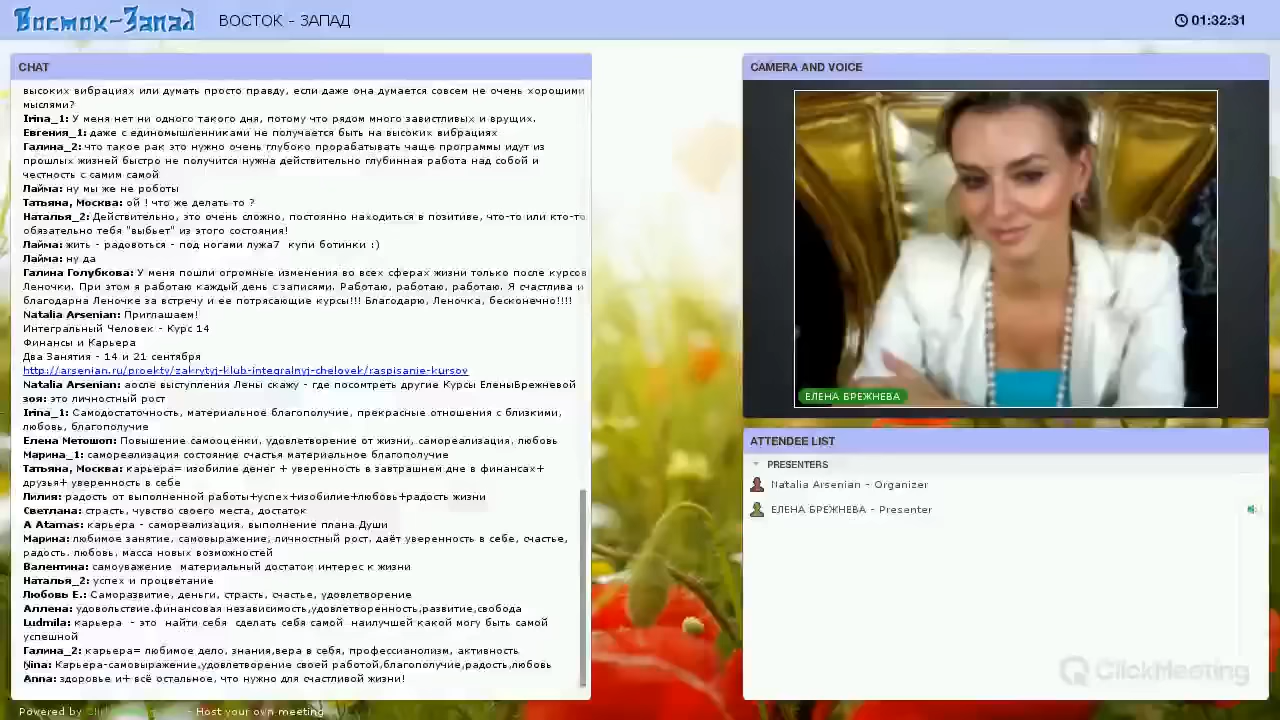 Восток-Запад
ВОСТОК - ЗАПАД
01:32:31
CHAT
высоких вибрациях или думать просто правду, если даже она думается совсем не очень хорошими
мыслями?
Irina_1: У меня нет ни одного такого дня, потому что рядом много завистливых и врущих.
Евгения_1: даже с единомышленниками не получается быть на высоких вибрациях
Галина_2: что такое рак это нужно очень глубоко прорабатывать чаще программы идут из
прошлых жизней быстро не получится нужна действительно глубинная работа над собой и
честность с самим самой
Лайма: ну мы же не роботы
Татьяна, Москва: ой ! что же делать то ?
Наталья_2: Действительно, это очень сложно, постоянно находиться в позитиве, что-то или кто-то
обязательно тебя "выбьет" из этого состояния!
Лайма: жить - радовоться - под ногами лужа7 купи ботинки :)
Лайма: ну да
Галина Голубкова: У меня пошли огромные изменения во всех сферах жизни только после курсов
Леночки. При этом я работаю каждый день с записями. Работаю, работаю, работаю. Я счастлива и
благодарна Леночке за встречу и ее потрясающие курсы!!! Благодарю, Леночка, бесконечно!!!!
Natalia Arsenian: Приглашаем!
Интегральный Человек - Курс 14
Финансы и Карьера
Два Занятия - 14 и 21 сентября
http://arsenian.ru/proekty/zakrytyj-klub-integralnyj-chelovek/raspisanie-kursov
Natalia Arsenian: аосле выступления Лены скажу - где посомтреть другие Курсы ЕленыБрежневой
зоя: это личностный рост
Irina_1: Самодостаточность, материальное благополучие, прекрасные отношения с близкими,
любовь, благополучие
Елена Метошоп: Повышение самооценки, удовлетворение от жизни, самореализация, любовь
Марина_1: самореализация состояние счастья материальное благополучие
Татьяна, Москва: карьера= изобилие денег + уверенность в завтрашнем дне в финансах+
друзья+ уверенность в себе
Лилия: радость от выполненной работы+успех+изобилие+любовь+радость жизни
Светлана: страсть, чувство своего места, достаток
A Atamas: карьера - самореализация, выполнение плана Души
Марина: любимое занятие, самовыражение, личностный рост, даёт уверенность в себе, счастье,
радость, любовь, масса новых возможностей
Валентина: самоуважение материальный достаток интерес к жизни
Наталья_2: успех и процветание
Любовь Е.: Саморазвитие, деньги, страсть, счастье, удовлетворение
Аллена: удовольствие.финансовая независимость,удовлетворенность,развитие,свобода
Ludmila: карьера - это найти себя сделать себя самой наилучшей какой могу быть самой
успешной
Галина_2: карьера= любимое дело, знания,вера в себя, профессианолизм, активность
Nina: Карьера-самовыражение,удовлетворение своей работой,благополучие,радость,любовь
Anna: здоровье и+ всё остальное, что нужно для счастливой жизни!
Powered by - Host your own meeting
CAMERA AND VOICE
ЕЛЕНА БРЕЖНЕВА
ATTENDEE LIST
PRESENTERS
Natalia Arsenian - Organizer
ЕЛЕНА БРЕЖНЕВА - Presenter
ClickMeeting